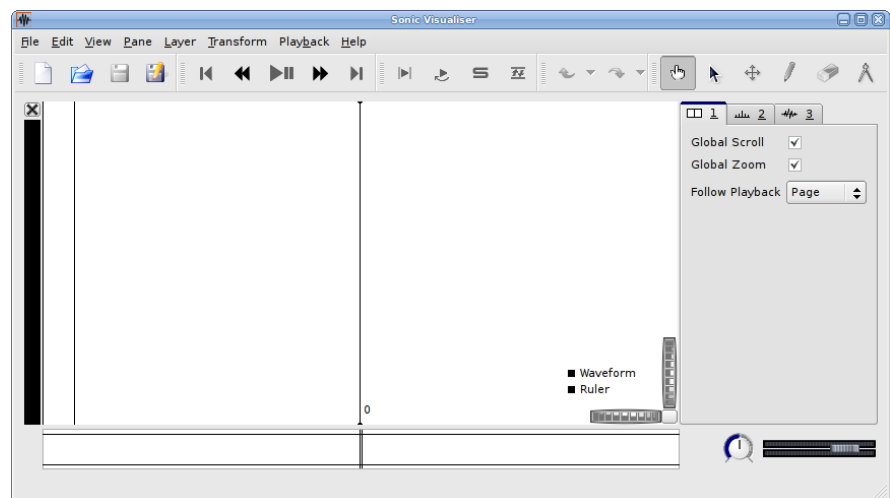 Sonic Visualiser
File Edit View Pane Layer Transform Playback Help
1 2 3
Global Scroll
Global Zoom
Follow Playback Page
Waveform
Ruler
0